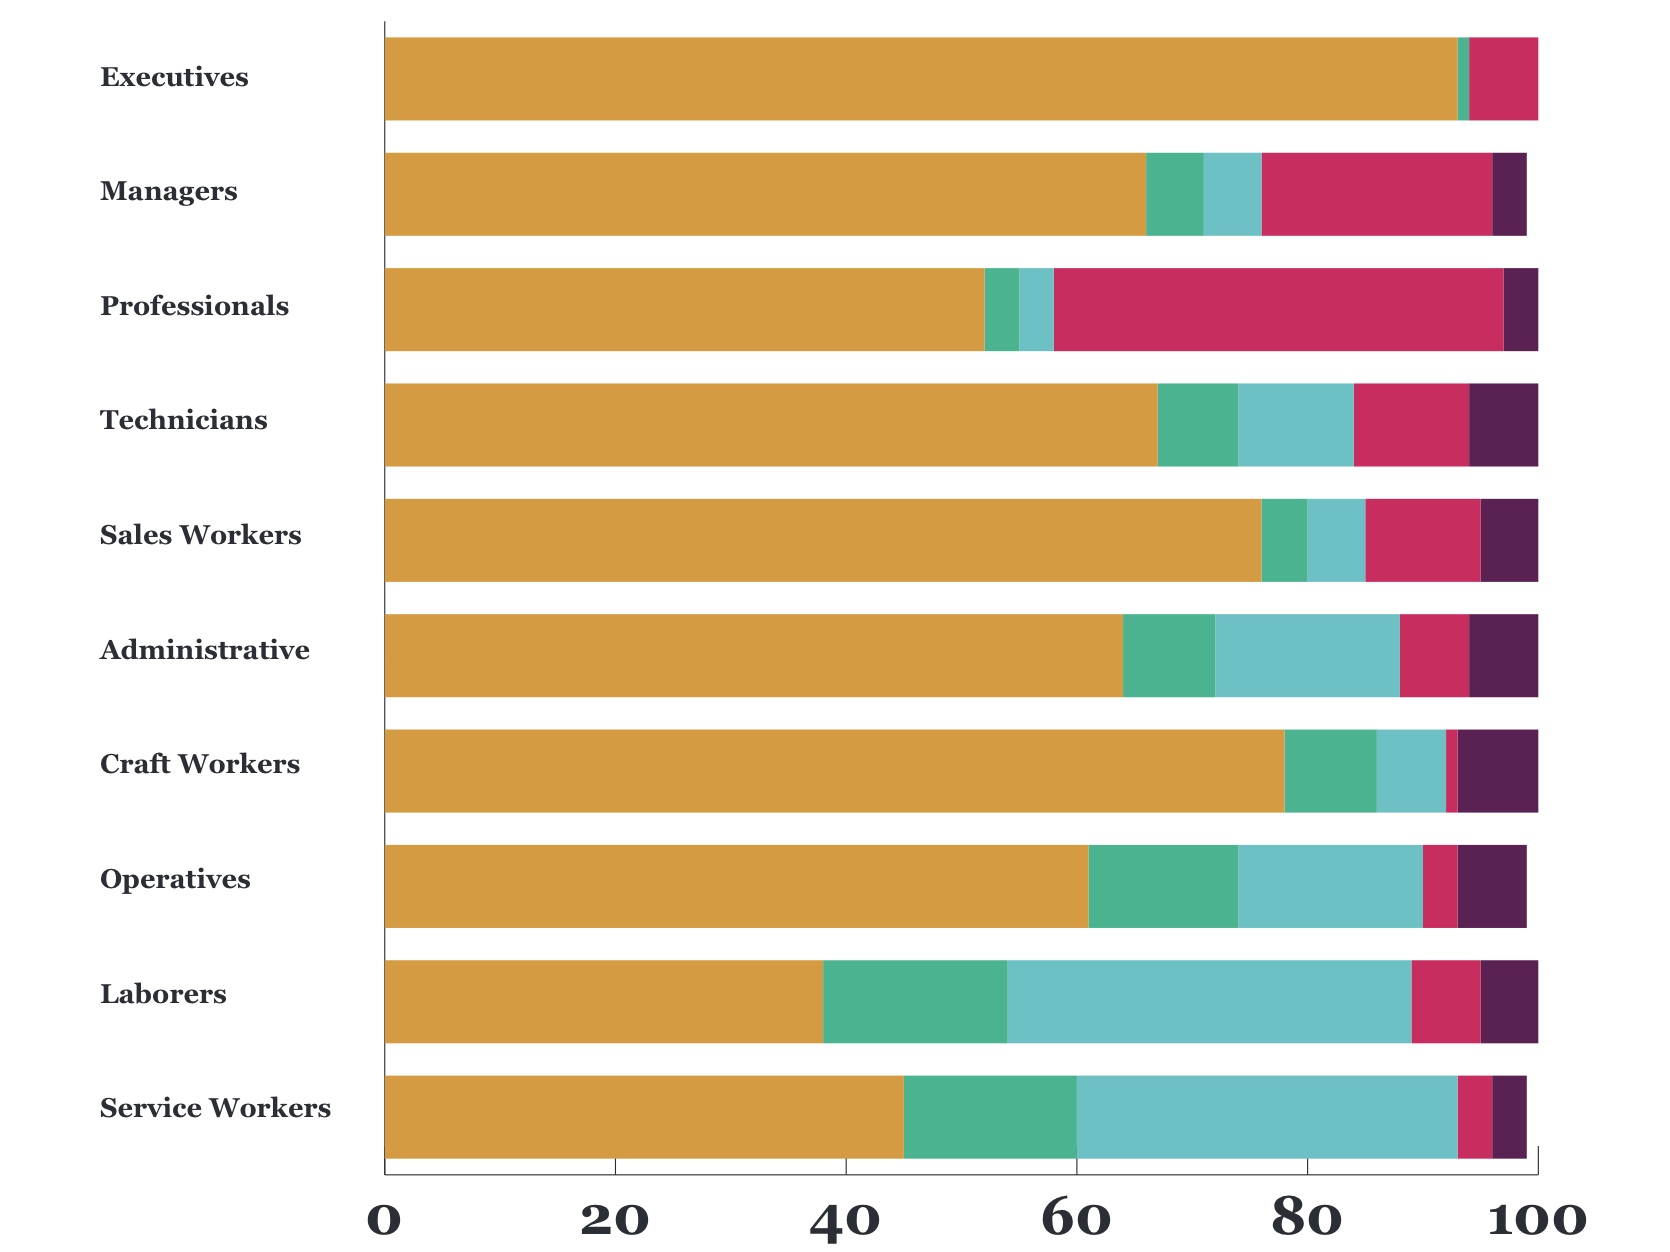 Executives
Managers
Professionals
Technicians
Sales Workers
Administrative
Craft Workers
Operatives
Laborers
Service Workers
0 20 40 60 80 100